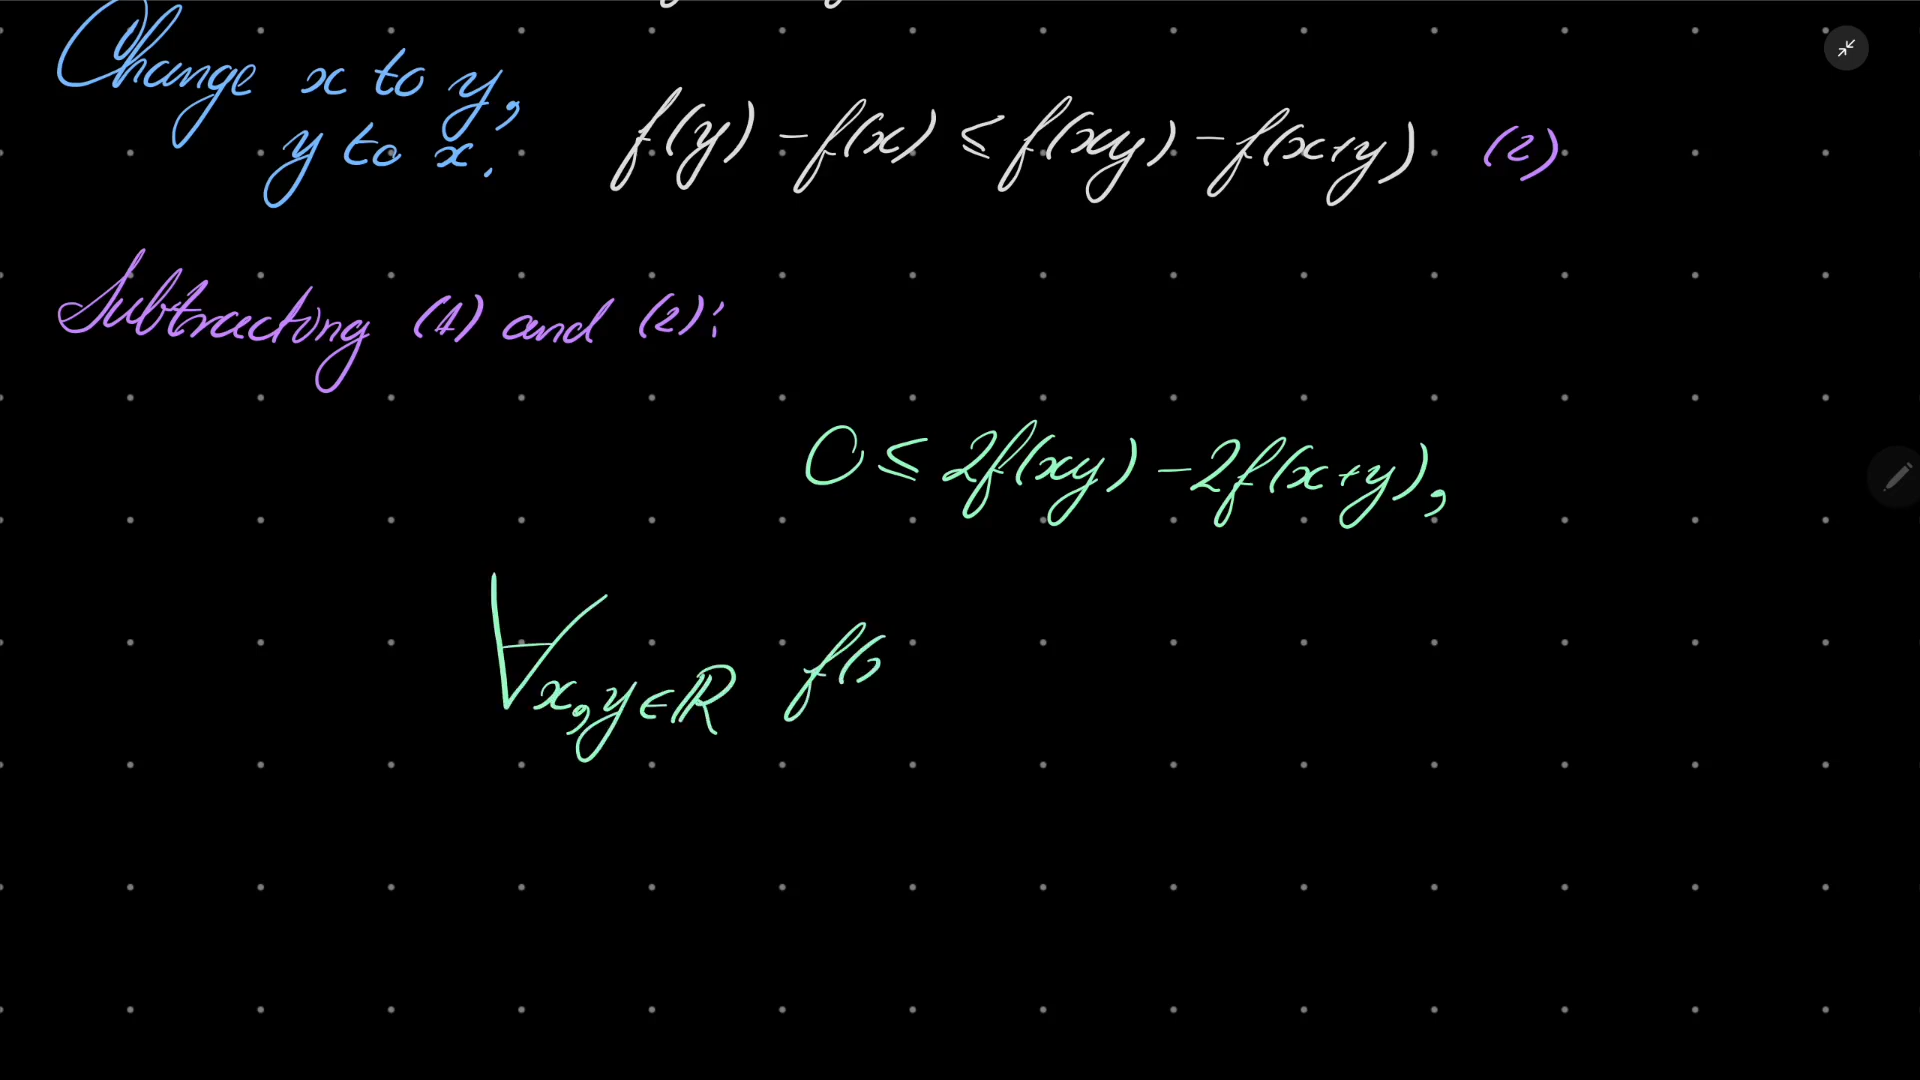 Change x to y,
y to x. f(y) - f(x) ≤ f(xy) - f(x+y) (2)
Subtracting (1) and (2):
0 ≤ 2f(xy) - 2f(x+y),
∀x,y∈ℝ f(